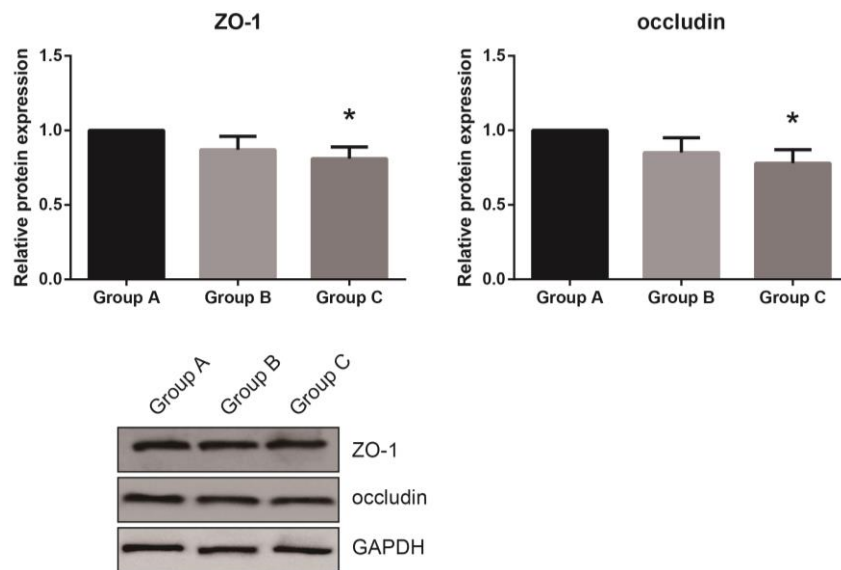 ZO-1
Relative protein expression
1.5
1.0
0.5
0.0
*
Group A
Group B
Group C
occludin
Relative protein expression
1.5
1.0
0.5
0.0
*
Group A
Group B
Group C
Group A
Group B
Group C
ZO-1
occludin
GAPDH